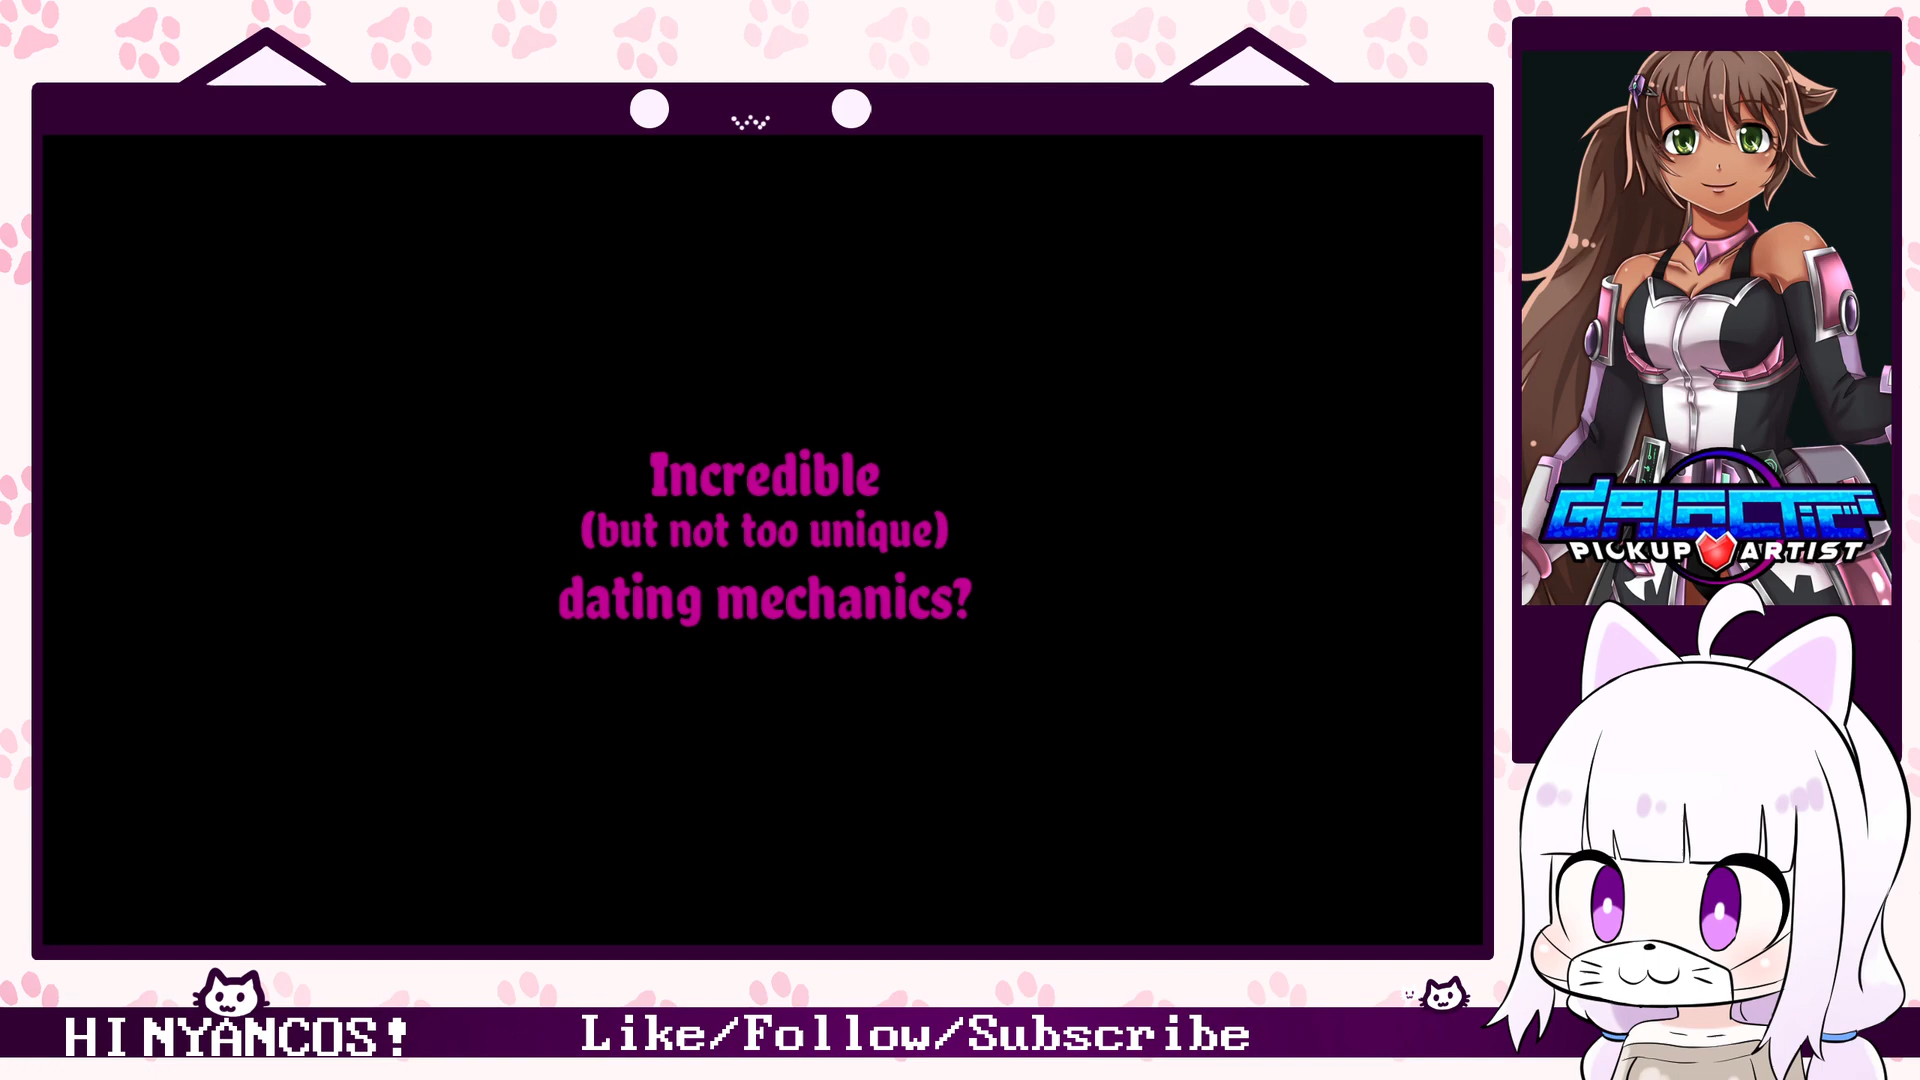 Incredible
(but not too unique)
dating mechanics?
GALACTIC
PICKUP ARTIST
HI NYANCOS!
Like/Follow/Subscribe